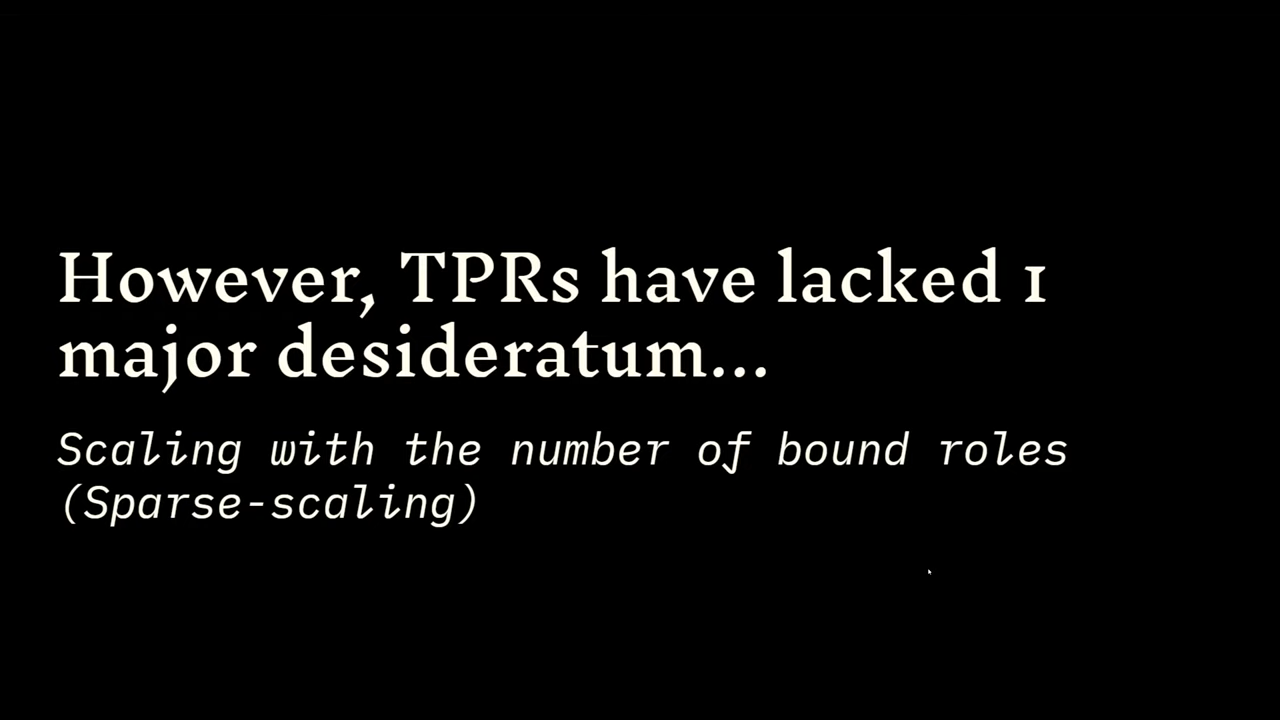 However, TPRs have lacked 1
major desideratum...
Scaling with the number of bound roles
(Sparse-scaling)